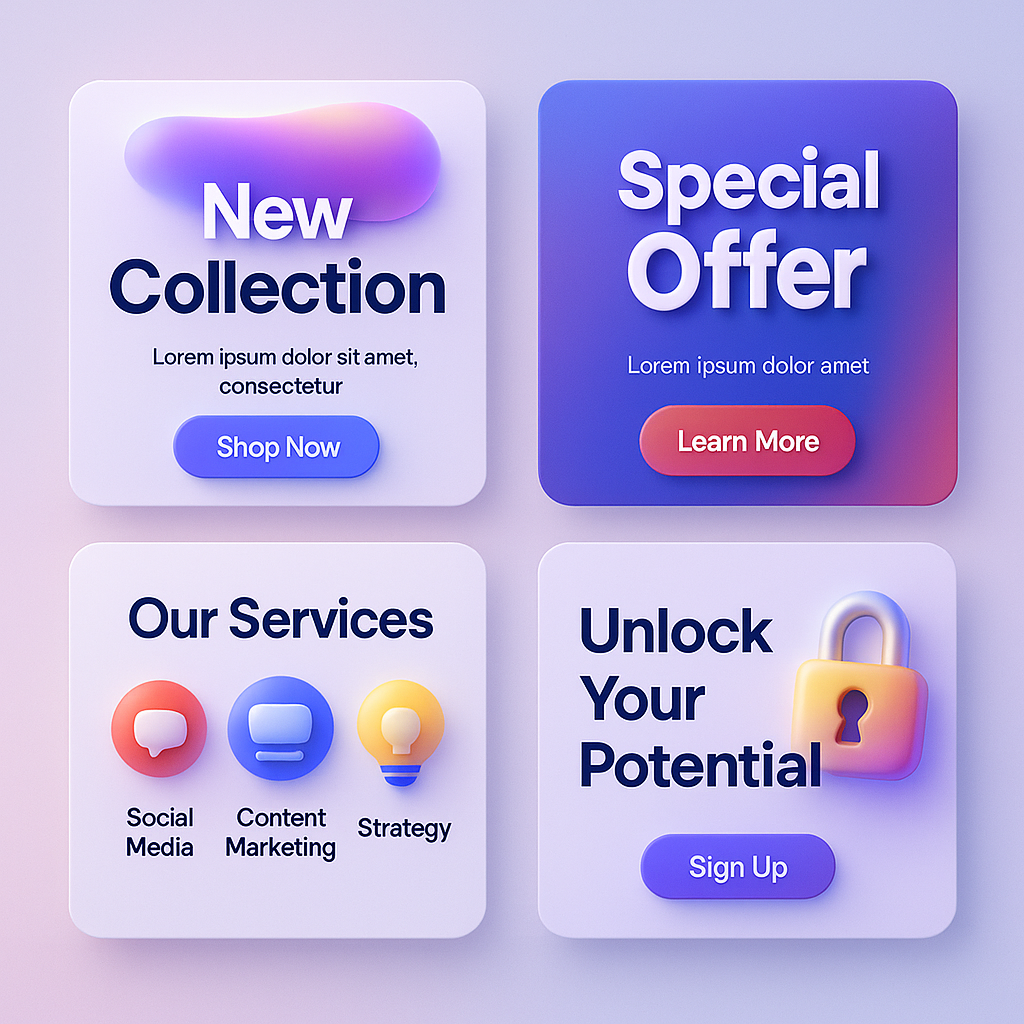 New
Collection
Lorem ipsum dolor sit amet,
consectetur
Shop Now
Special
Offer
Lorem ipsum dolor amet
Learn More
Our Services
Social
Media
Content
Marketing
Strategy
Unlock
Your
Potential
Sign Up